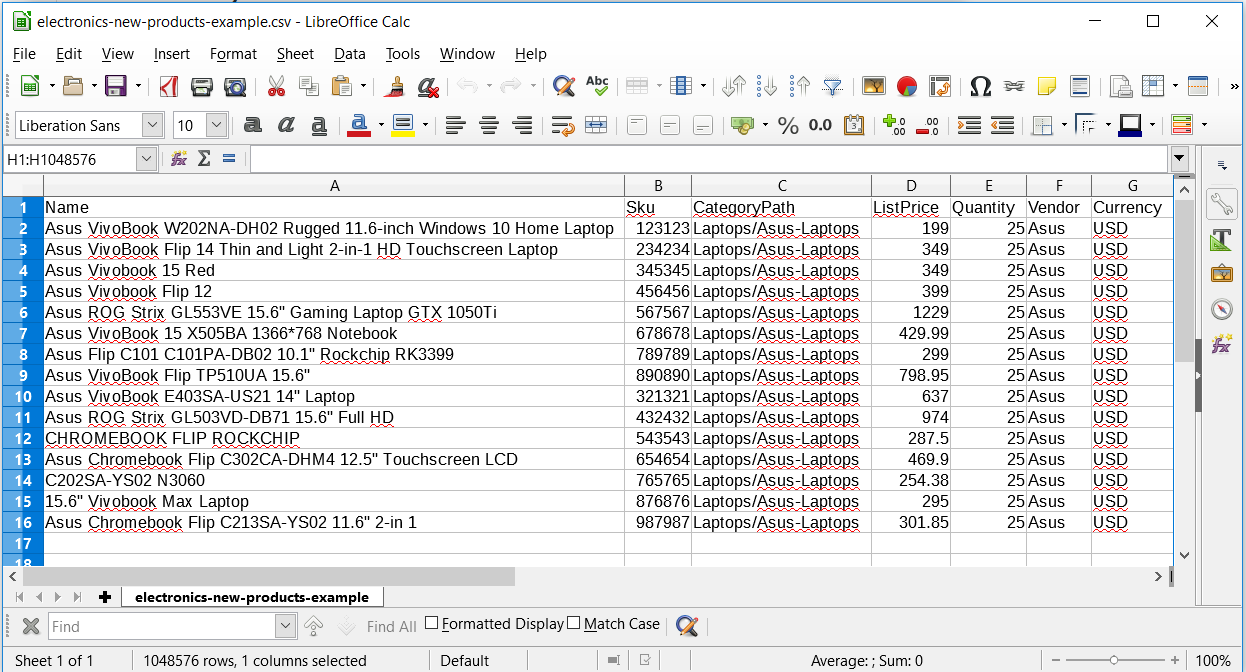 electronics-new-products-example.csv - LibreOffice Calc
File Edit View Insert Format Sheet Data Tools Window Help
Abc
Liberation Sans 10 a a a a % 0.0
H1:H1048576 fx Σ =
A B C D E F G
1 Name Sku CategoryPath ListPrice Quantity Vendor Currency
2 Asus VivoBook W202NA-DH02 Rugged 11.6-inch Windows 10 Home Laptop 123123 Laptops/Asus-Laptops 199 25 Asus USD
3 Asus VivoBook Flip 14 Thin and Light 2-in-1 HD Touchscreen Laptop 234234 Laptops/Asus-Laptops 349 25 Asus USD
4 Asus Vivobook 15 Red 345345 Laptops/Asus-Laptops 349 25 Asus USD
5 Asus Vivobook Flip 12 456456 Laptops/Asus-Laptops 399 25 Asus USD
6 Asus ROG Strix GL553VE 15.6" Gaming Laptop GTX 1050Ti 567567 Laptops/Asus-Laptops 1229 25 Asus USD
7 Asus VivoBook 15 X505BA 1366*768 Notebook 678678 Laptops/Asus-Laptops 429.99 25 Asus USD
8 Asus Flip C101 C101PA-DB02 10.1" Rockchip RK3399 789789 Laptops/Asus-Laptops 299 25 Asus USD
9 Asus VivoBook Flip TP510UA 15.6" 890890 Laptops/Asus-Laptops 798.95 25 Asus USD
10 Asus VivoBook E403SA-US21 14" Laptop 321321 Laptops/Asus-Laptops 637 25 Asus USD
11 Asus ROG Strix GL503VD-DB71 15.6" Full HD 432432 Laptops/Asus-Laptops 974 25 Asus USD
12 CHROMEBOOK FLIP ROCKCHIP 543543 Laptops/Asus-Laptops 287.5 25 Asus USD
13 Asus Chromebook Flip C302CA-DHM4 12.5" Touchscreen LCD 654654 Laptops/Asus-Laptops 469.9 25 Asus USD
14 C202SA-YS02 N3060 765765 Laptops/Asus-Laptops 254.38 25 Asus USD
15 15.6" Vivobook Max Laptop 876876 Laptops/Asus-Laptops 295 25 Asus USD
16 Asus Chromebook Flip C213SA-YS02 11.6" 2-in 1 987987 Laptops/Asus-Laptops 301.85 25 Asus USD
17
18
electronics-new-products-example
Find Find All Formatted Display Match Case
Sheet 1 of 1 1048576 rows, 1 columns selected Default Average: ; Sum: 0 100%